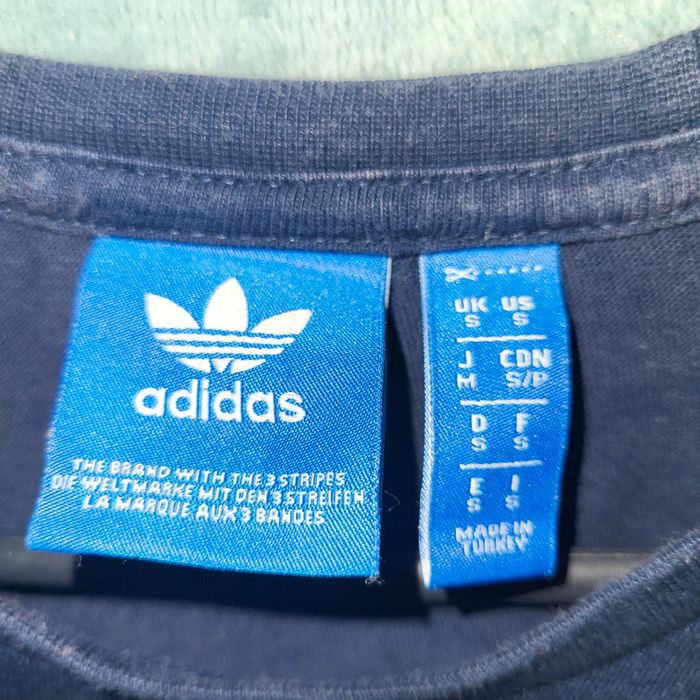 adidas
THE BRAND WITH THE 3 STRIPES
DIE WELTMARKE MIT DEN 3 STREIFEN
LA MARQUE AUX 3 BANDES
UK US
S S
J CDN
M S/P
D F
S S
E I
S S
MADE IN
TURKEY